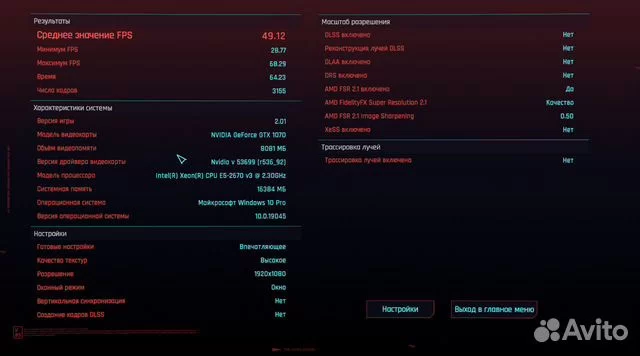 Результаты
Среднее значение FPS 49.12
Минимум FPS 28.77
Максимум FPS 68.29
Время 64.23
Число кадров 3155
Характеристики системы
Версия игры 2.01
Модель видеокарты NVIDIA GeForce GTX 1070
Объём видеопамяти 8081 МБ
Версия драйвера видеокарты Nvidia v 53699 (r536_92)
Модель процессора Intel(R) Xeon(R) CPU E5-2670 v3 @ 2.30GHz
Системная память 16384 МБ
Операционная система Майкрософт Windows 10 Pro
Версия операционной системы 10.0.19045
Настройки
Готовые настройки Впечатляющее
Качество текстур Высокое
Разрешение 1920x1080
Оконный режим Окно
Вертикальная синхронизация Нет
Создание кадров DLSS Нет
Масштаб разрешения
DLSS включено Нет
Реконструкция лучей DLSS Нет
DLAA включено Нет
DRS включено Нет
AMD FSR 2.1 включено Да
AMD FidelityFX Super Resolution 2.1 Качество
AMD FSR 2.1 Image Sharpening 0.50
XeSS включено Нет
Трассировка лучей
Трассировка лучей включено Нет
Настройки
Выход в главное меню
Avito